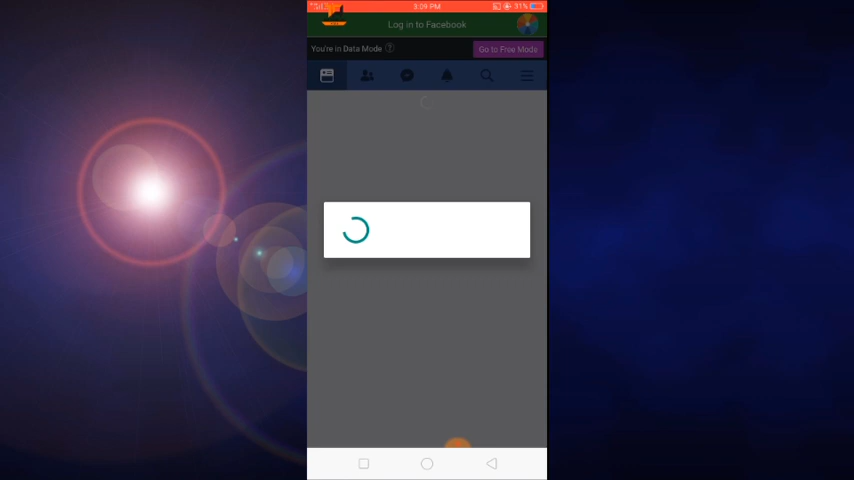 3:09 PM
31%
Log in to Facebook
You're in Data Mode ?
Go to Free Mode